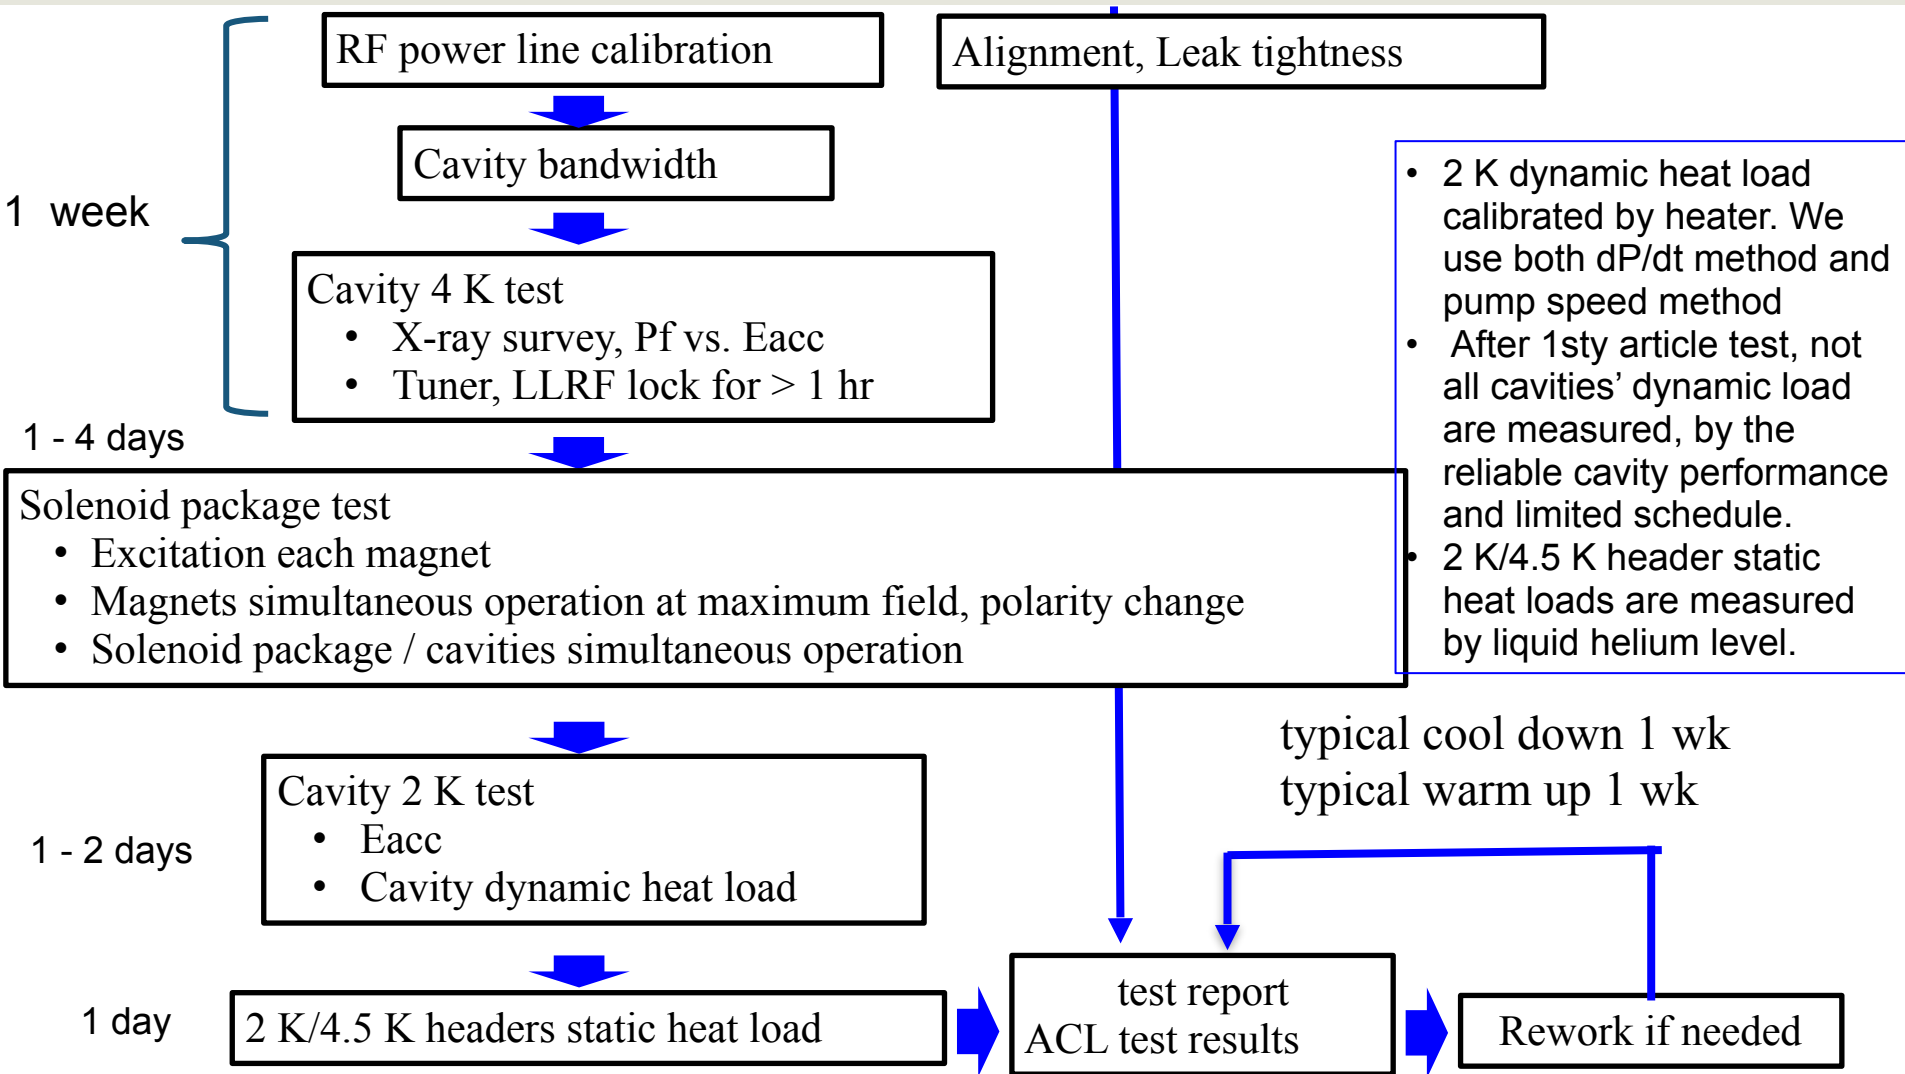 RF power line calibration
Alignment, Leak tightness
Cavity bandwidth
1 week
Cavity 4 K test
• X-ray survey, Pf vs. Eacc
• Tuner, LLRF lock for > 1 hr
• 2 K dynamic heat load
calibrated by heater. We
use both dP/dt method and
pump speed method
• After 1sty article test, not
all cavities’ dynamic load
are measured, by the
reliable cavity performance
and limited schedule.
• 2 K/4.5 K header static
heat loads are measured
by liquid helium level.
1 - 4 days
Solenoid package test
• Excitation each magnet
• Magnets simultaneous operation at maximum field, polarity change
• Solenoid package / cavities simultaneous operation
typical cool down 1 wk
typical warm up 1 wk
Cavity 2 K test
• Eacc
• Cavity dynamic heat load
1 - 2 days
1 day
2 K/4.5 K headers static heat load
test report
ACL test results
Rework if needed